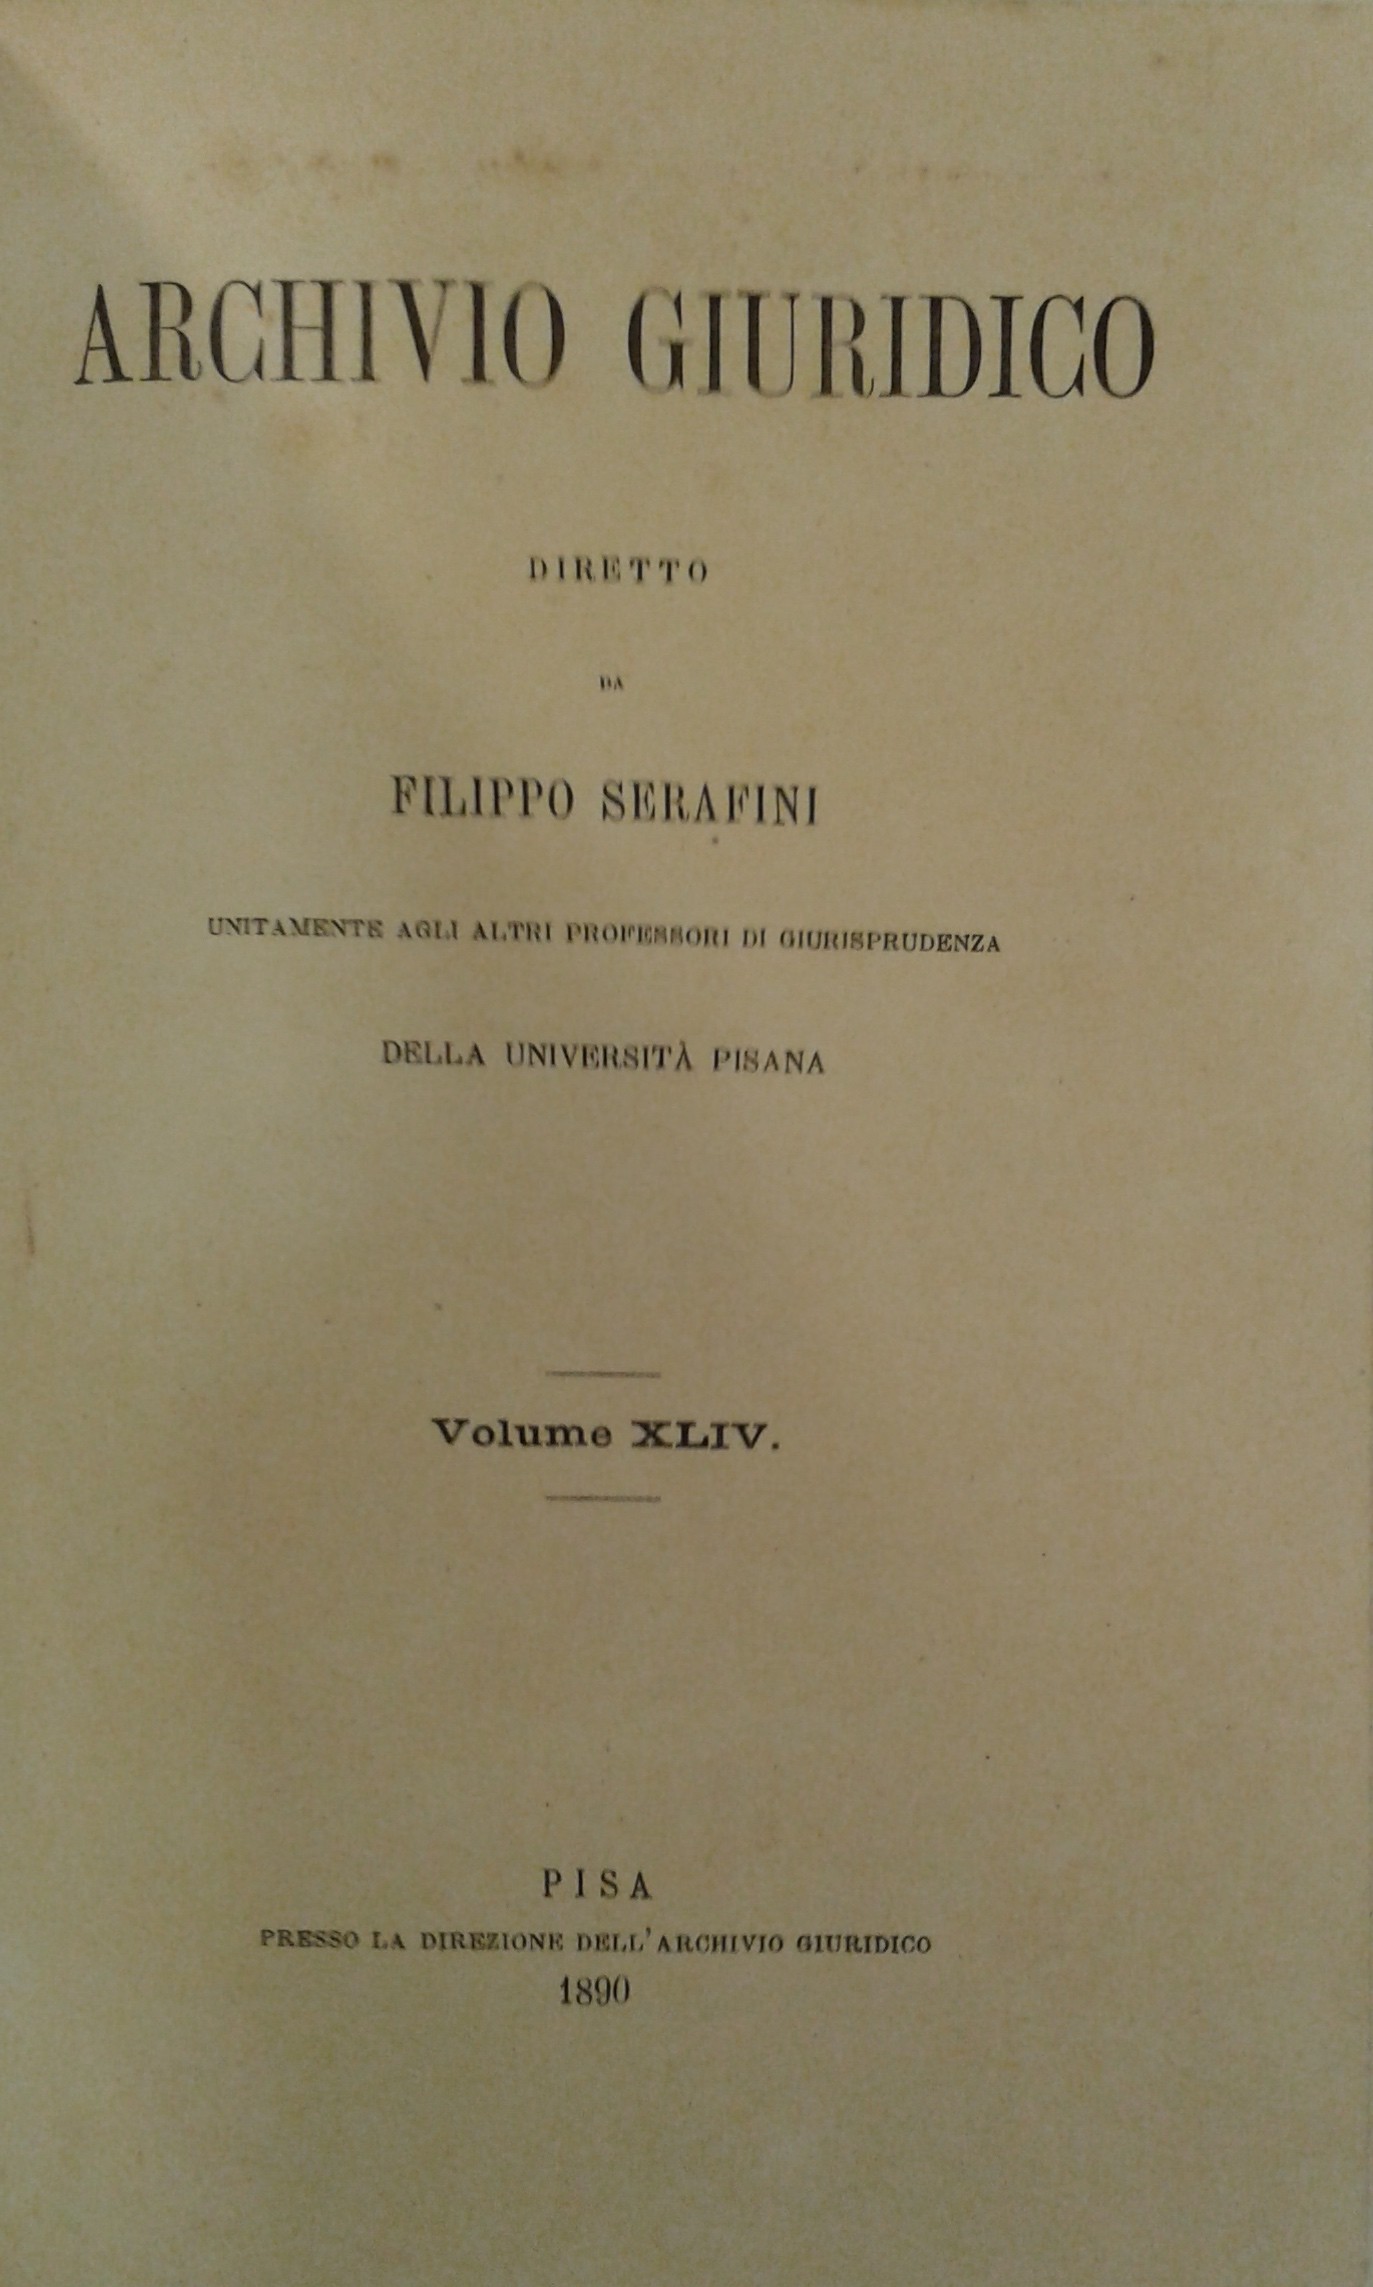 ARCHIVIO GIURIDICO
DIRETTO
DA
FILIPPO SERAFINI
UNITAMENTE AGLI ALTRI PROFESSORI DI GIURISPRUDENZA
DELLA UNIVERSITÀ PISANA
Volume XLIV.
PISA
PRESSO LA DIREZIONE DELL'ARCHIVIO GIURIDICO
1890